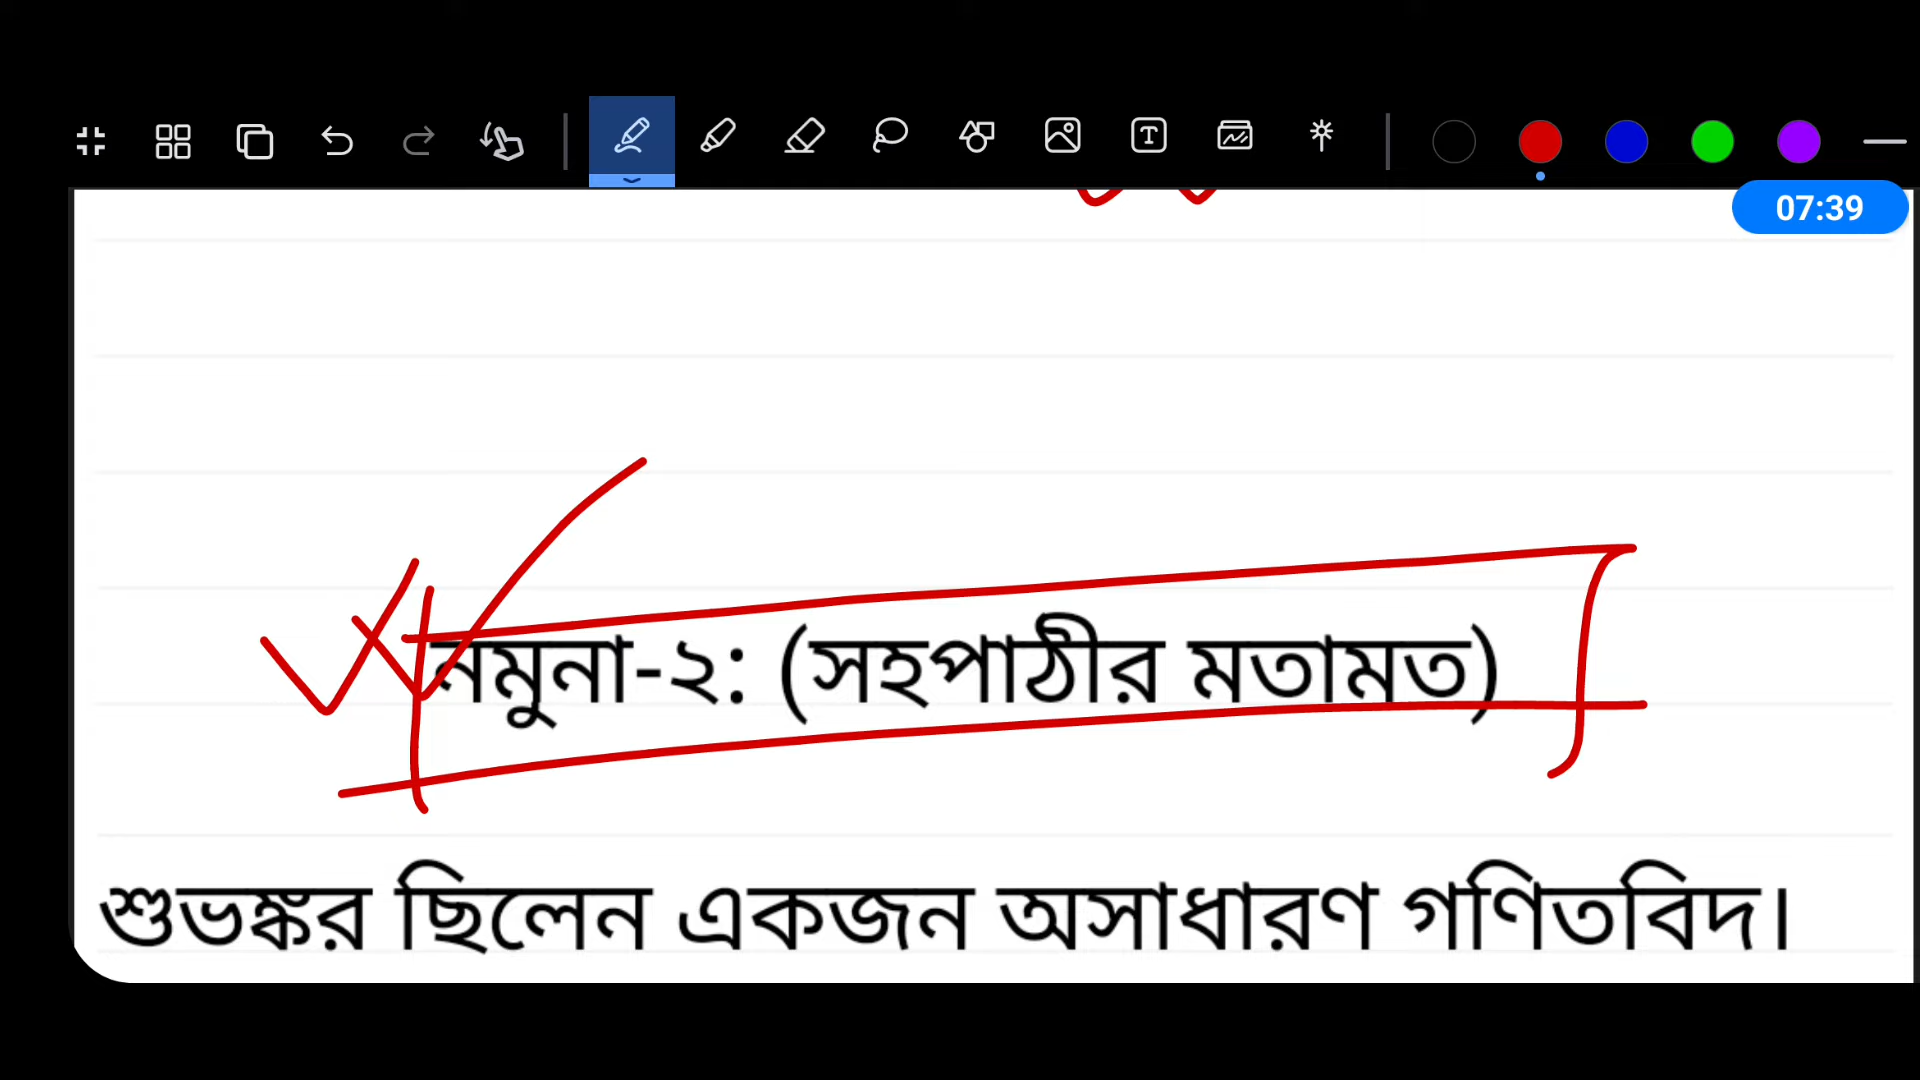 07:39
নমুনা-২: (সহপাঠীর মতামত)
শুভঙ্কর ছিলেন একজন অসাধারণ গণিতবিদ।